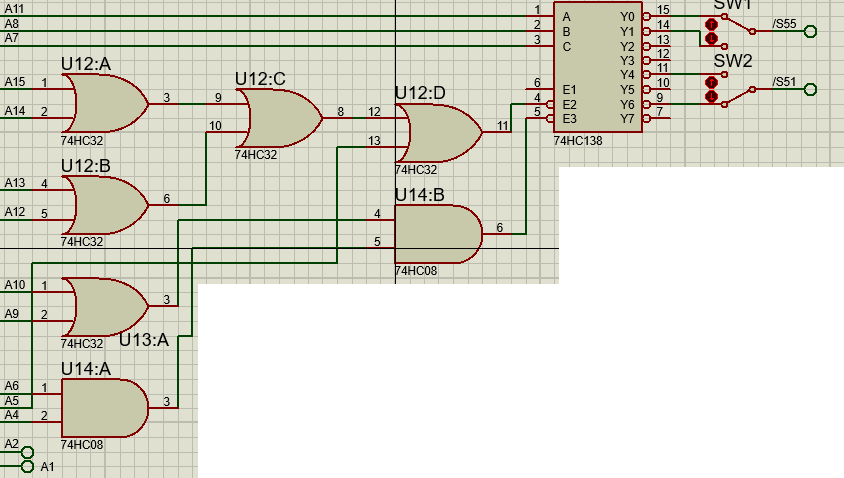 A11
A8
A7
1
2
3
A
B
C
Y0
Y1
Y2
Y3
Y4
Y5
Y6
Y7
15
14
13
12
11
10
9
7
6
4
5
E1
E2
E3
74HC138
SW1
/S55
SW2
/S51
U12:A
A15
1
A14
2
3
74HC32
U12:C
9
10
8
74HC32
U12:D
12
13
11
74HC32
U12:B
A13
4
A12
5
6
74HC32
U14:B
4
5
6
74HC08
A10
1
A9
2
3
74HC32
U13:A
U14:A
A6
1
A5
A4
2
3
74HC08
A2
A1